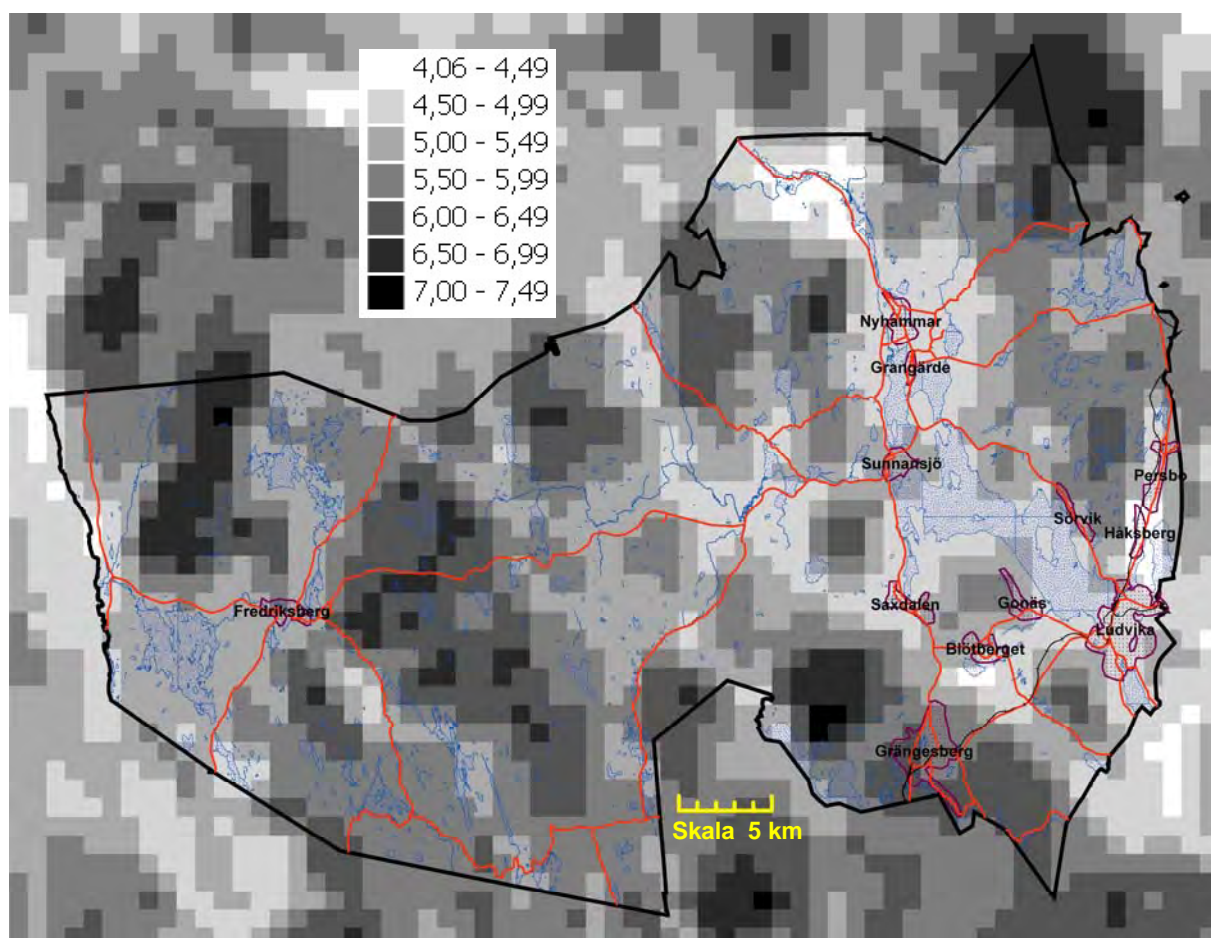 4,06 - 4,49
4,50 - 4,99
5,00 - 5,49
5,50 - 5,99
6,00 - 6,49
6,50 - 6,99
7,00 - 7,49
Nyhammar
Grangärde
Sunnansjö
Persbo
Sörvik
Håksberg
Fredriksberg
Saxdalen
Gonäs
Ludvika
Blötberget
Grängesberg
Skala 5 km